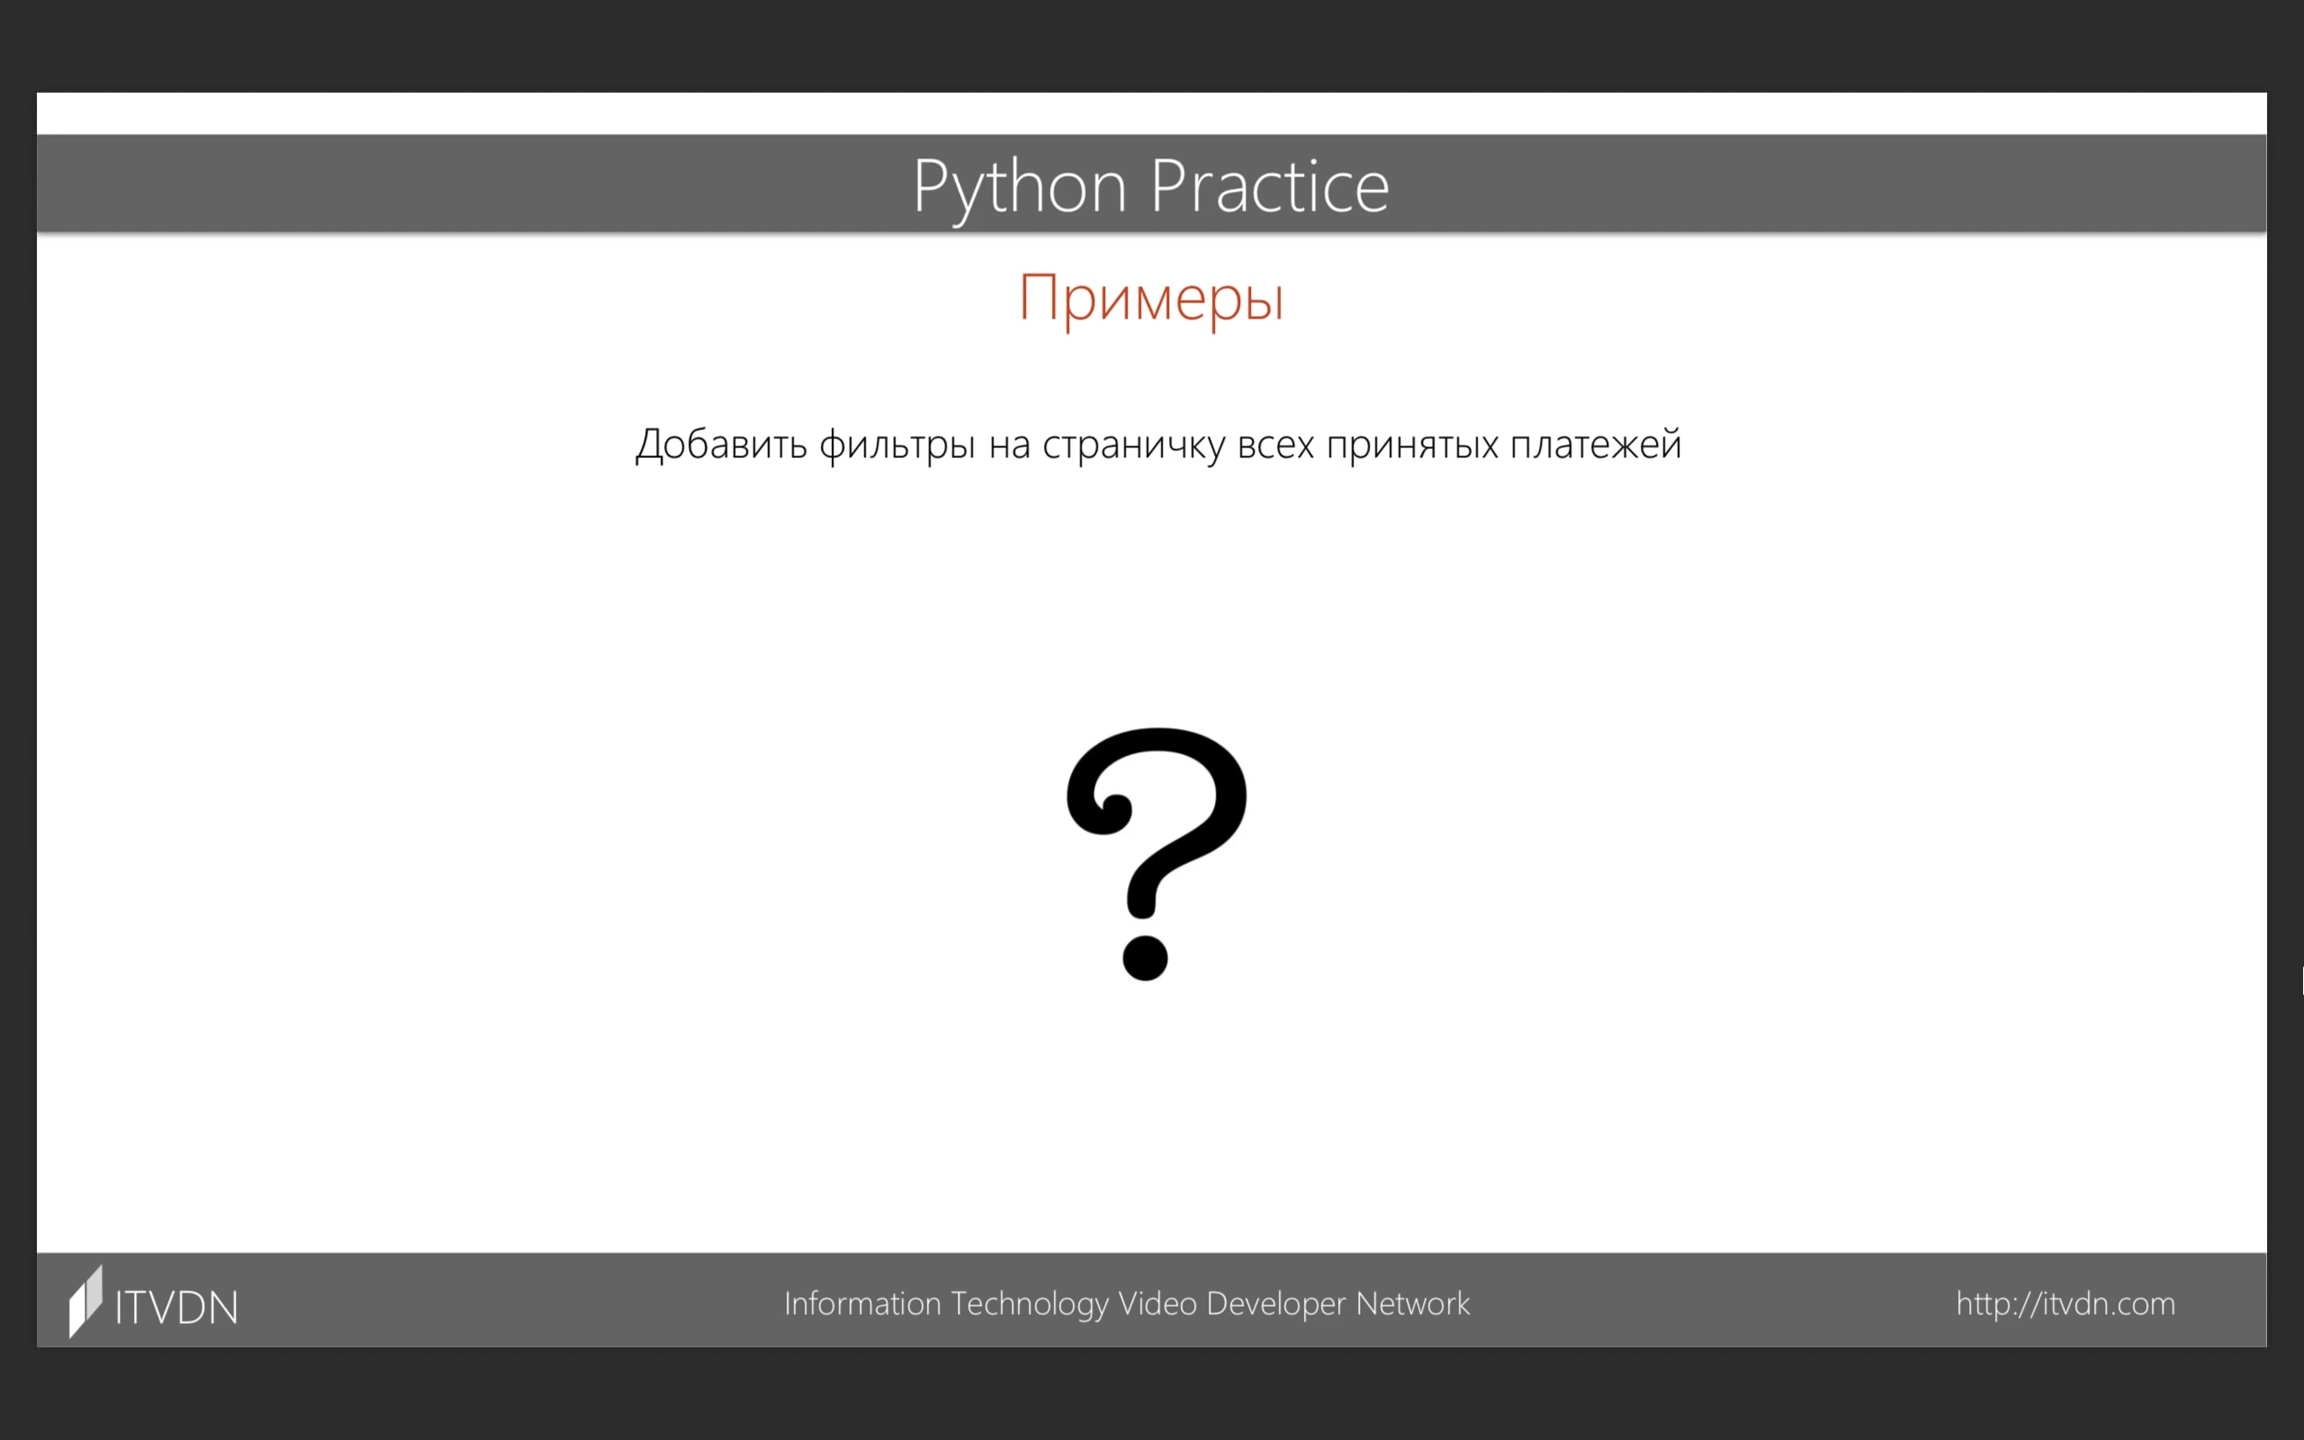 Python Practice
Примеры
Добавить фильтры на страничку всех принятых платежей
?
ITVDN
Information Technology Video Developer Network
http://itvdn.com